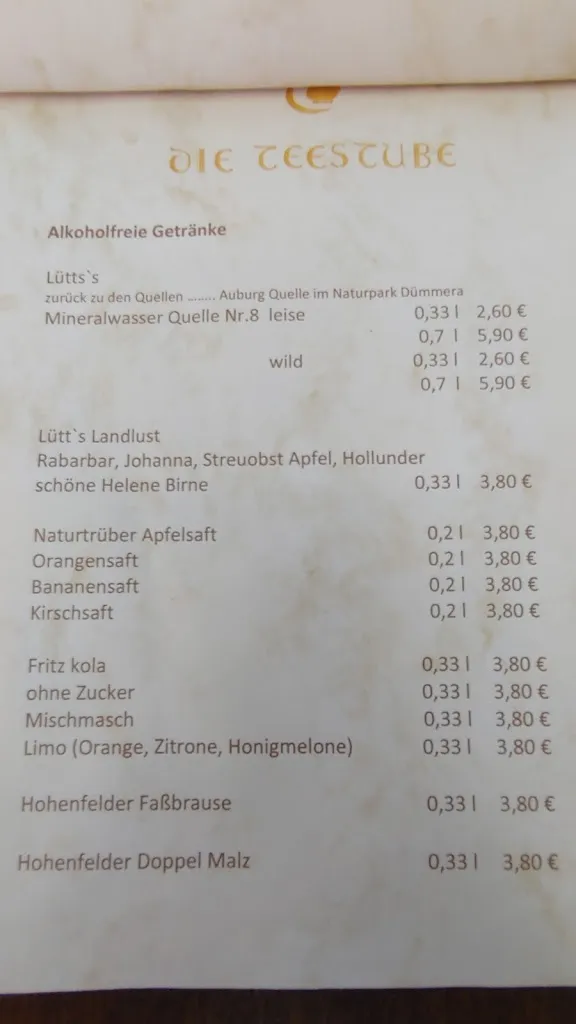 DIE TEESTUBE
Alkoholfreie Getränke
Lütts`s
zurück zu den Quellen ........ Auburg Quelle im Naturpark Dümmera
Mineralwasser Quelle Nr.8 leise 0,33 l 2,60 €
0,7 l 5,90 €
wild 0,33 l 2,60 €
0,7 l 5,90 €
Lütt`s Landlust
Rabarbar, Johanna, Streuobst Apfel, Hollunder
schöne Helene Birne 0,33 l 3,80 €
Naturtrüber Apfelsaft 0,2 l 3,80 €
Orangensaft 0,2 l 3,80 €
Bananensaft 0,2 l 3,80 €
Kirschsaft 0,2 l 3,80 €
Fritz kola 0,33 l 3,80 €
ohne Zucker 0,33 l 3,80 €
Mischmasch 0,33 l 3,80 €
Limo (Orange, Zitrone, Honigmelone) 0,33 l 3,80 €
Hohenfelder Faßbrause 0,33 l 3,80 €
Hohenfelder Doppel Malz 0,33 l 3,80 €